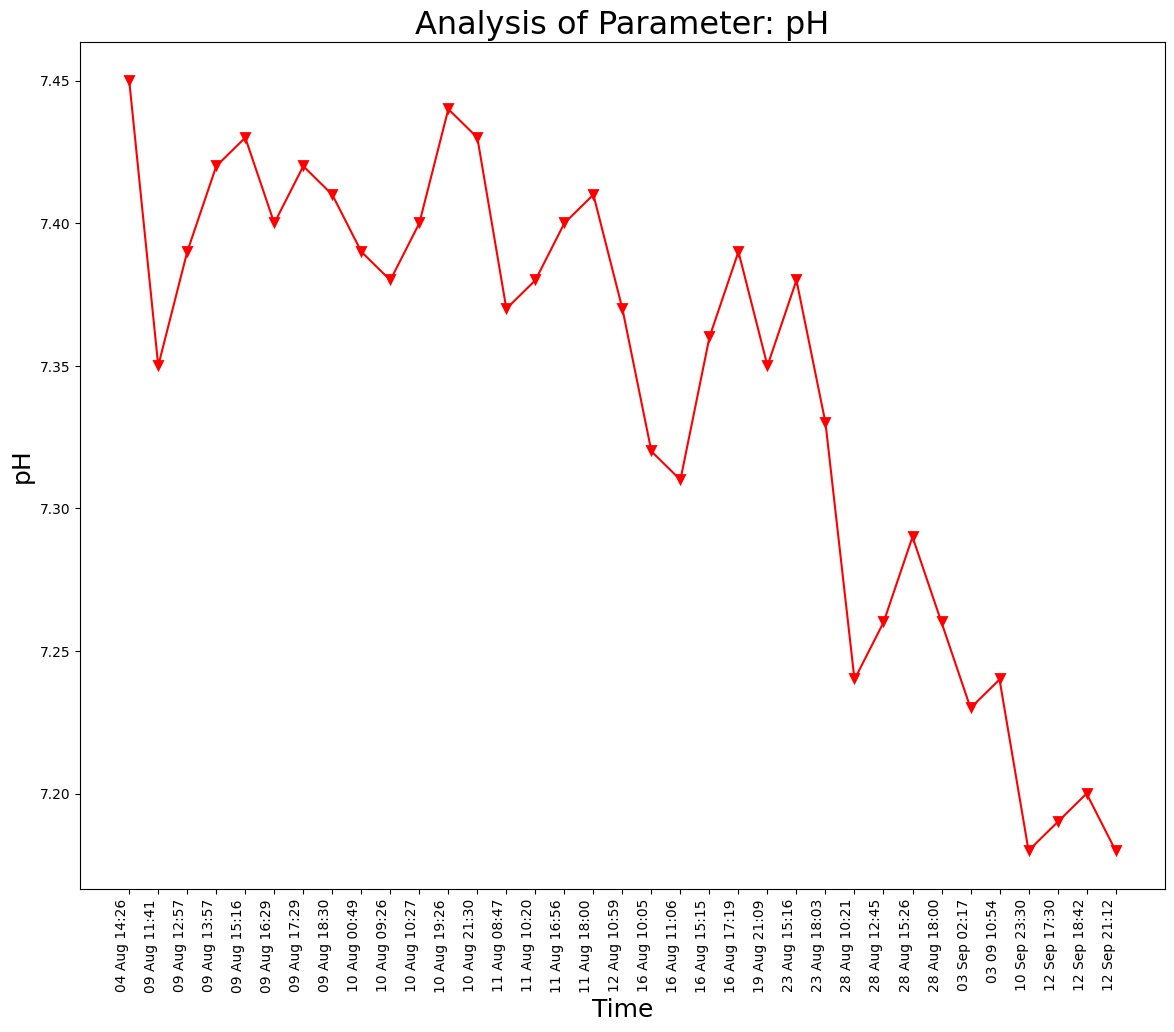 Analysis of Parameter: pH
7.45
7.40
7.35
7.30
7.25
7.20
pH
04 Aug 14:26
09 Aug 11:41
09 Aug 12:57
09 Aug 13:57
09 Aug 15:16
09 Aug 16:29
09 Aug 17:29
09 Aug 18:30
10 Aug 00:49
10 Aug 09:26
10 Aug 10:27
10 Aug 19:26
10 Aug 21:30
11 Aug 08:47
11 Aug 10:20
11 Aug 16:56
11 Aug 18:00
12 Aug 10:59
16 Aug 10:05
16 Aug 11:06
16 Aug 15:15
16 Aug 17:19
19 Aug 21:09
23 Aug 15:16
23 Aug 18:03
28 Aug 10:21
28 Aug 12:45
28 Aug 15:26
28 Aug 18:00
03 Sep 02:17
03 09 10:54
10 Sep 23:30
12 Sep 17:30
12 Sep 18:42
12 Sep 21:12
Time